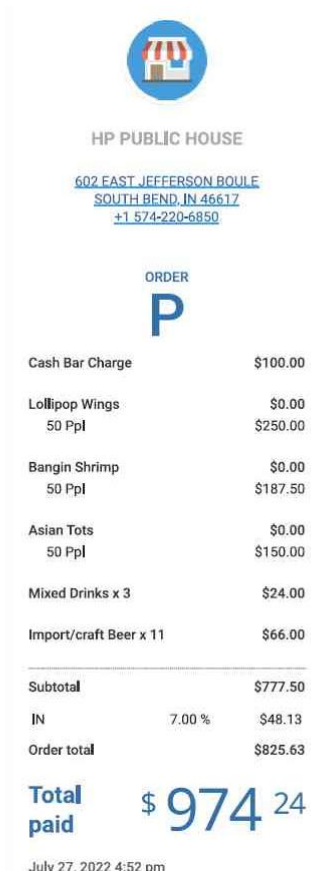 HP PUBLIC HOUSE
602 EAST JEFFERSON BOULE
SOUTH BEND, IN 46617
+1 574-220-6850
ORDER
P
Cash Bar Charge $100.00
Lollipop Wings $0.00
50 Ppl $250.00
Bangin Shrimp $0.00
50 Ppl $187.50
Asian Tots $0.00
50 Ppl $150.00
Mixed Drinks x 3 $24.00
Import/craft Beer x 11 $66.00
Subtotal $777.50
IN 7.00 % $48.13
Order total $825.63
Total paid $ 974 24
July 27, 2022 4:52 pm